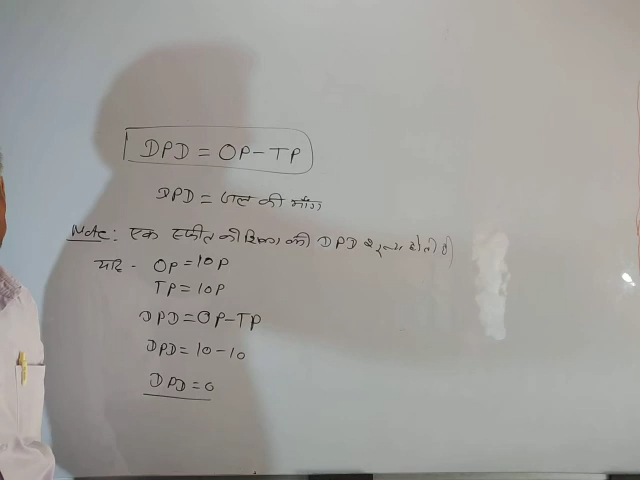 DPD = OP-TP
DPD = जल की माँग
Note: एक स्फीत कोशिका की DPD शून्य होती है)
यदि - OP = 10P
TP = 10P
DPD = OP-TP
DPD = 10-10
DPD = 0